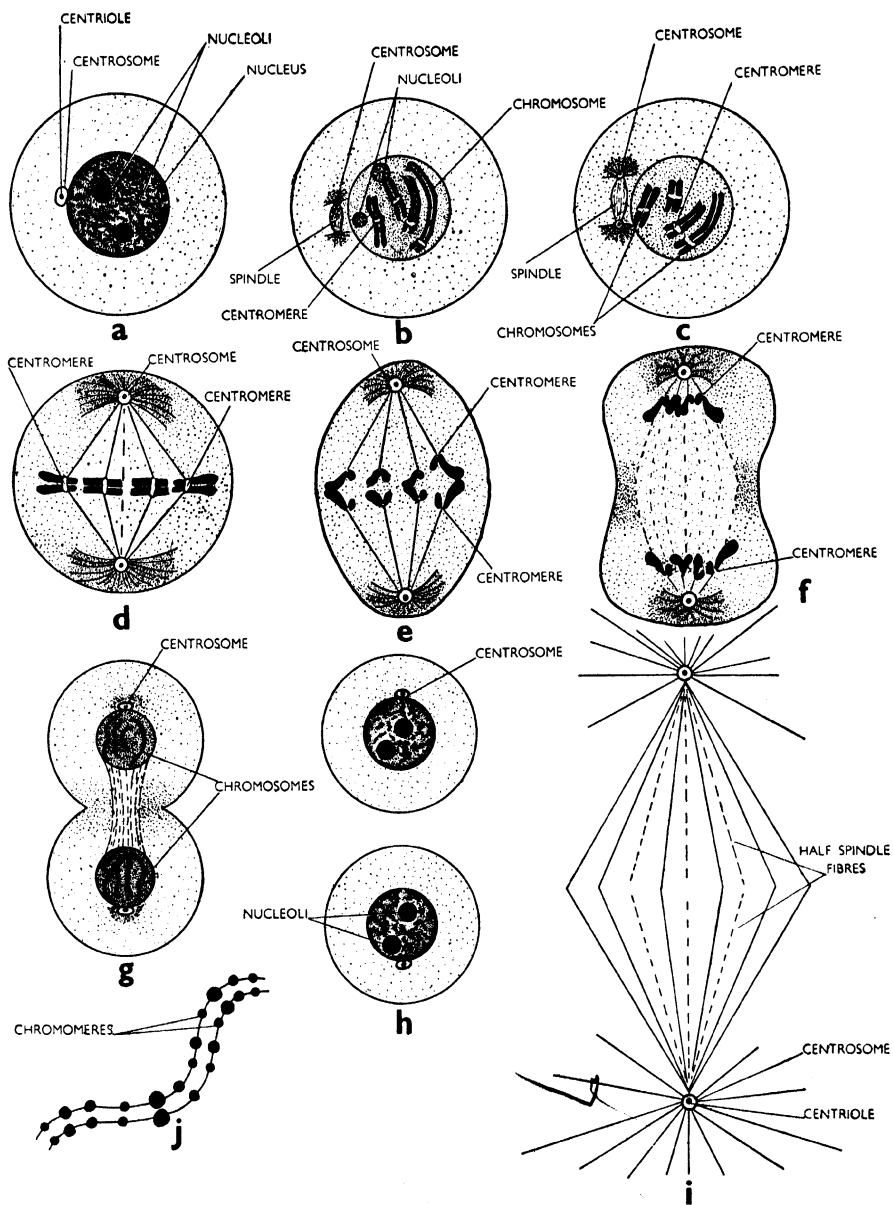 CENTRIOLE
CENTROSOME
NUCLEOLI
NUCLEUS
a
CENTROSOME
NUCLEOLI
CHROMOSOME
SPINDLE
CENTROMERE
b
CENTROSOME
CENTROMERE
SPINDLE
CHROMOSOMES
c
CENTROMERE
CENTROSOME
CENTROMERE
d
CENTROSOME
CENTROMERE
CENTROMERE
e
CENTROMERE
CENTROMERE
f
CENTROSOME
CHROMOSOMES
g
CENTROSOME
NUCLEOLI
h
HALF SPINDLE
FIBRES
CENTROSOME
CENTRIOLE
i
CHROMOMERES
j